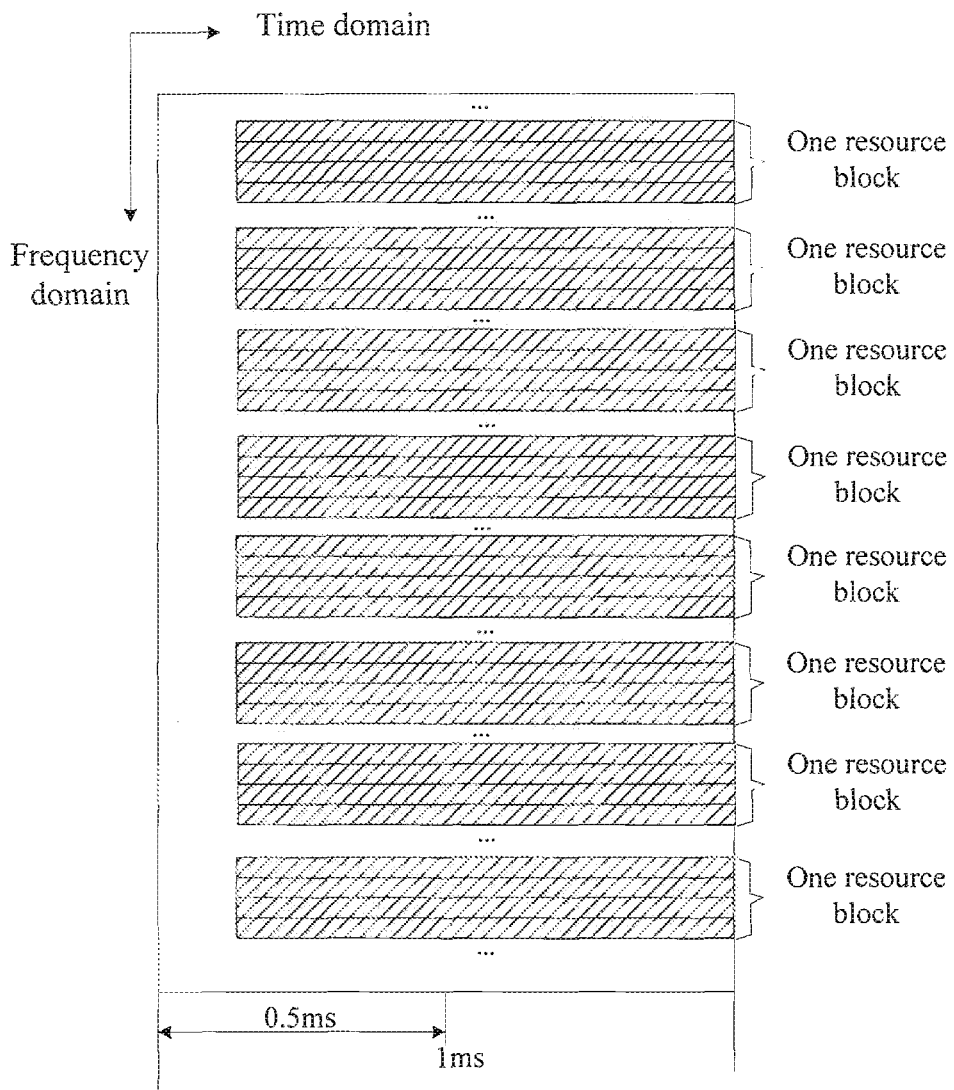 Time domain
Frequency
domain
...
One resource
block
...
One resource
block
...
One resource
block
...
One resource
block
...
One resource
block
...
One resource
block
...
One resource
block
...
One resource
block
...
0.5ms
1ms